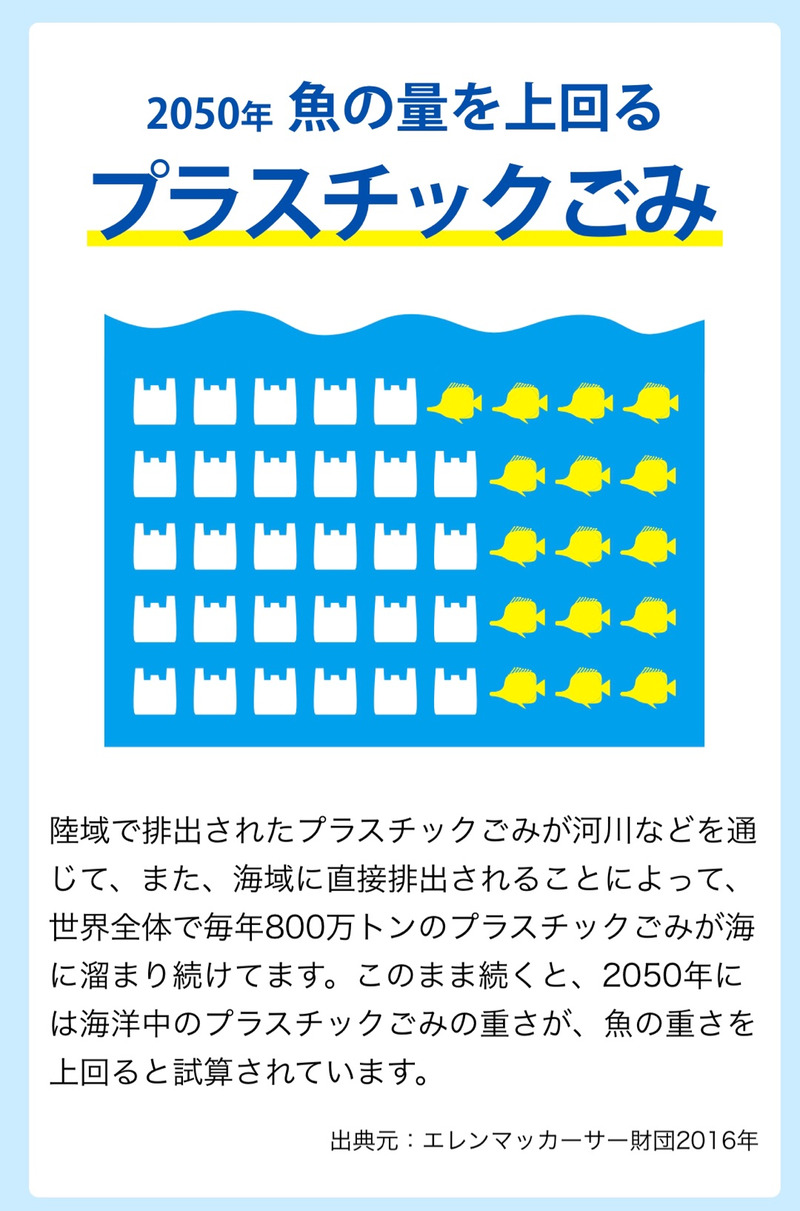 2050年 魚の量を上回る
プラスチックごみ
陸域で排出されたプラスチックごみが河川などを通
じて、また、海域に直接排出されることによって、
世界全体で毎年800万トンのプラスチックごみが海
に溜まり続けてます。このまま続くと、2050年に
は海洋中のプラスチックごみの重さが、魚の重さを
上回ると試算されています。
出典元：エレンマッカーサー財団2016年